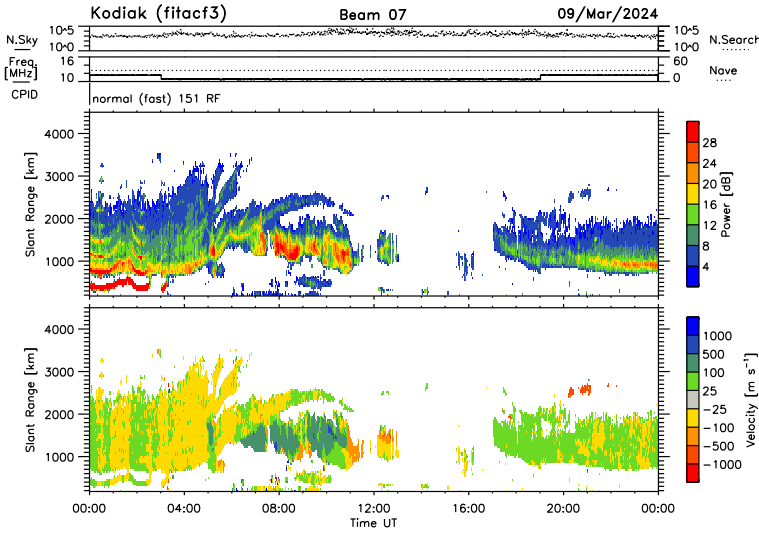 Kodiak (fitacf3) Beam 07 09/Mar/2024
N.Sky 10^5 10^0 10^5 10^0 N.Search
Freq. [MHz] 16 10 60 0 Nave
CPID normal (fast) 151 RF
Slant Range [km] 4000 3000 2000 1000
Power [dB] 28 24 20 16 12 8 4
Slant Range [km] 4000 3000 2000 1000
Velocity [m s⁻¹] 1000 500 100 25 −25 −100 −500 −1000
00:00 04:00 08:00 12:00 16:00 20:00 00:00
Time UT